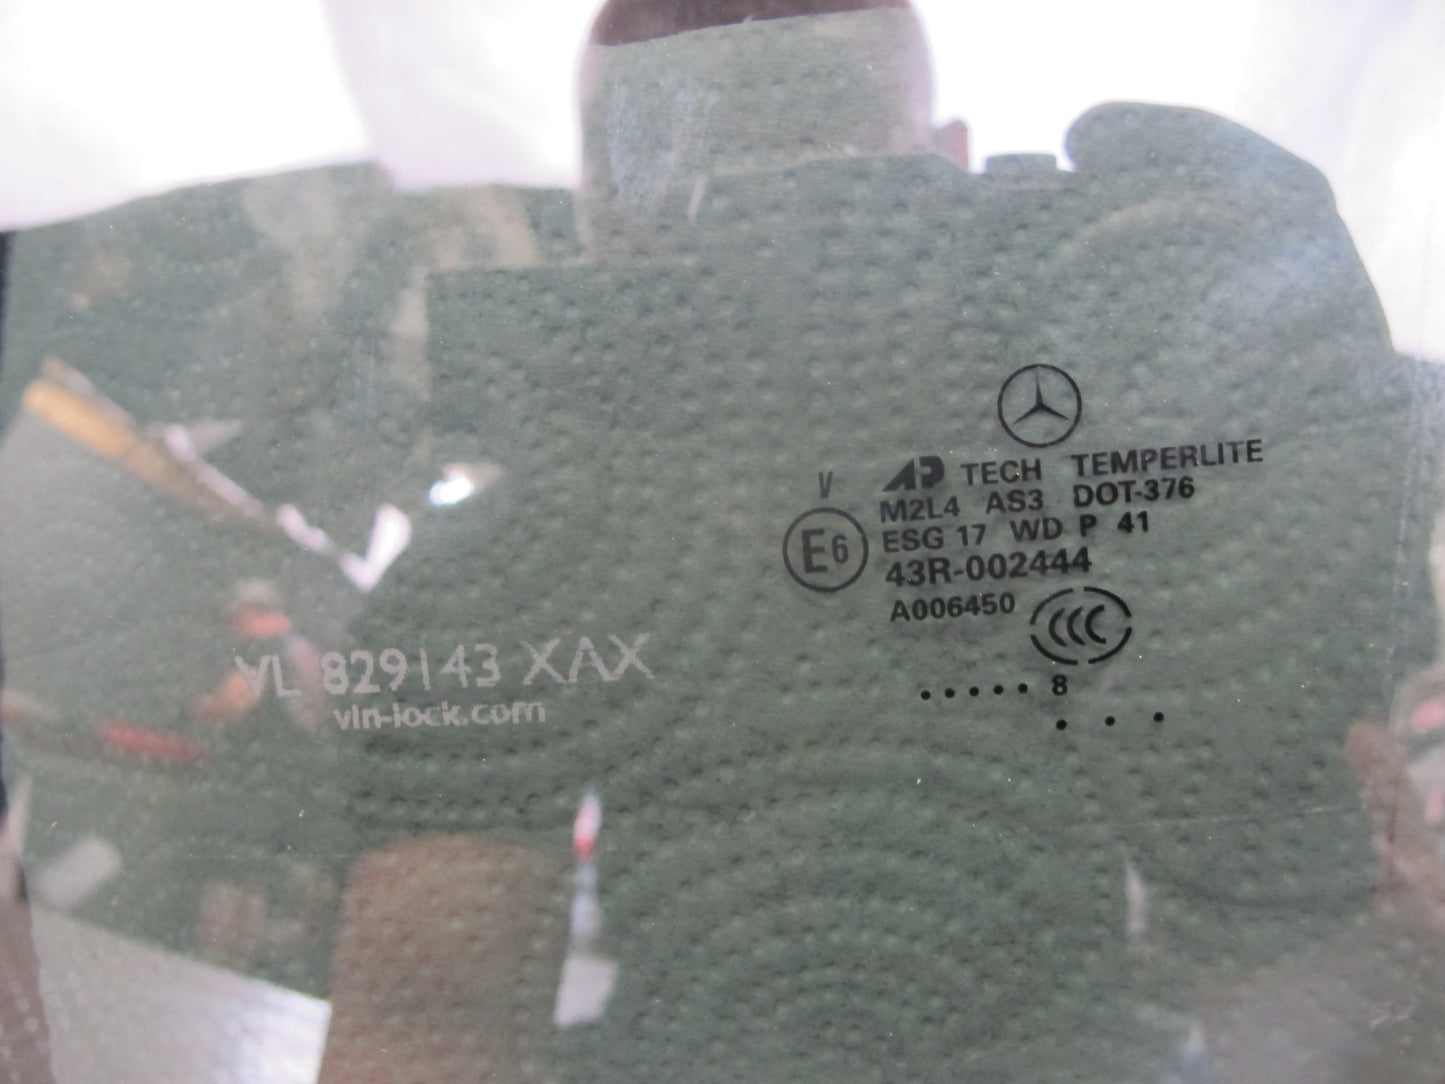 V
AP TECH TEMPERLITE
M2L4 AS3 DOT-376
E6
ESG 17 WD P 41
43R-002444
A006450
CCC
..... 8
. . .
VL 829143 XAX
vin-lock.com